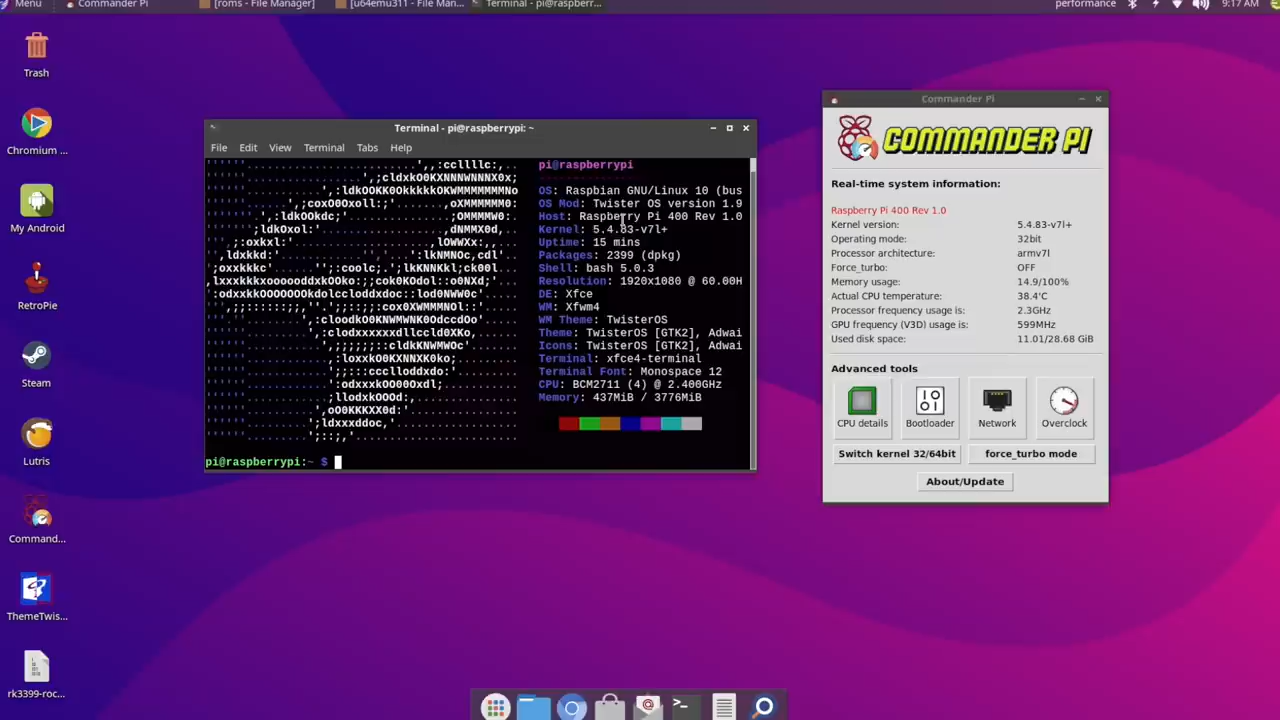 Menu
Commander Pi
[roms - File Manager]
[u64emu311 - File Man...
Terminal - pi@raspberr...
performance
9:17 AM
Trash
Chromium ...
My Android
RetroPie
Steam
Lutris
Command...
ThemeTwis...
rk3399-roc...
Terminal - pi@raspberrypi: ~
File Edit View Terminal Tabs Help
pi@raspberrypi
OS: Raspbian GNU/Linux 10 (bus
OS Mod: Twister OS version 1.9
Host: Raspberry Pi 400 Rev 1.0
Kernel: 5.4.83-v7l+
Uptime: 15 mins
Packages: 2399 (dpkg)
Shell: bash 5.0.3
Resolution: 1920x1080 @ 60.00H
DE: Xfce
WM: Xfwm4
WM Theme: TwisterOS
Theme: TwisterOS [GTK2], Adwai
Icons: TwisterOS [GTK2], Adwai
Terminal: xfce4-terminal
Terminal Font: Monospace 12
CPU: BCM2711 (4) @ 2.400GHz
Memory: 437MiB / 3776MiB
pi@raspberrypi:~ $
Commander Pi
COMMANDER PI
Real-time system information:
Raspberry Pi 400 Rev 1.0
Kernel version: 5.4.83-v7l+
Operating mode: 32bit
Processor architecture: armv7l
Force_turbo: OFF
Memory usage is: 14.9/100%
Actual CPU temperature: 38.4'C
Processor frequency usage is: 2.3GHz
GPU frequency (V3D) usage is: 599MHz
Used disk space: 11.01/28.68 GiB
Advanced tools
CPU details
Bootloader
Network
Overclock
Switch kernel 32/64bit
force_turbo mode
About/Update